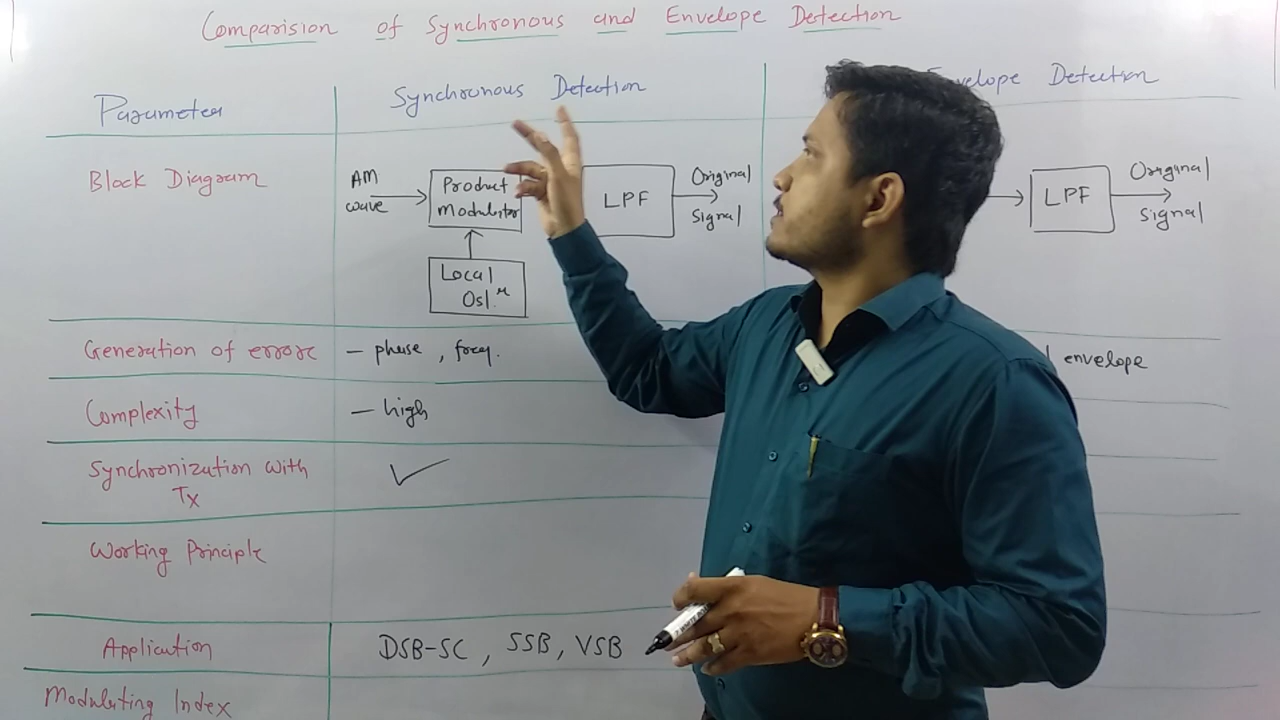 Comparision of Synchronous and Envelope Detection
Parameter
Synchronous Detection
Envelope Detection
Block Diagram
AM
wave
Product
Modulator
LPF
Original
Signal
Local
Osl.r
LPF
Original
Signal
Generation of error
– phase , freq.
envelope
Complexity
– high
Synchronization with
Tx
Working Principle
Application
DSB-SC , SSB, VSB
Modulating Index